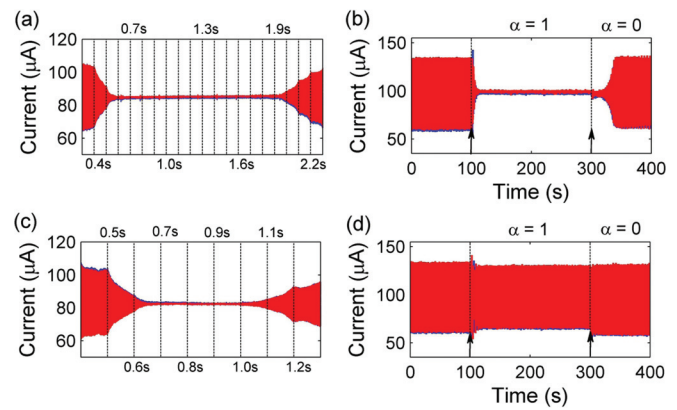 (a)
0.7s 1.3s 1.9s
120
100
80
60
Current (μA)
0.4s 1.0s 1.6s 2.2s
(b)
α = 1 α = 0
150
100
50
Current (μA)
0 100 200 300 400
Time (s)
(c)
0.5s 0.7s 0.9s 1.1s
120
100
80
60
Current (μA)
0.6s 0.8s 1.0s 1.2s
(d)
α = 1 α = 0
150
100
50
Current (μA)
0 100 200 300 400
Time (s)